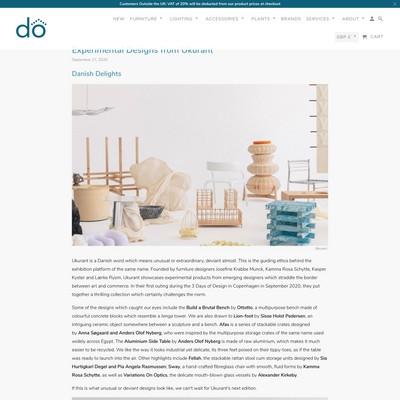 Customers Outside the UK: VAT of 20% will be deducted from our product prices at checkout
dö
NEW FURNITURE LIGHTING ACCESSORIES PLANTS BRANDS SERVICES ABOUT
GBP £ CART
Experimental Designs from Ukurant
September 17, 2020
Danish Delights
Ukurant
Ukurant is a Danish word which means unusual or extraordinary, deviant almost. This is the guiding ethos behind the
exhibition platform of the same name. Founded by furniture designers Josefine Krabbe Munck, Kamma Rosa Schytte, Kasper
Kyster and Lærke Ryom, Ukurant showcases experimental products from emerging designers which straddle the border
between art and commerce. In their first outing during the 3 Days of Design in Copenhagen in September 2020, they put
together a thrilling collection which certainly challenges the norm.
Some of the designs which caught our eyes include the Build a Brutal Bench by Ottotto, a multipurpose bench made of
colourful concrete blocks which resemble a Jenga tower. We are also drawn to Lion-foot by Sisse Holst Pedersen, an
intriguing ceramic object somewhere between a sculpture and a bench. Afas is a series of stackable crates designed
by Anna Søgaard and Anders Olof Nyberg, who were inspired by the multipurpose storage crates of the same name used
widely across Egypt. The Aluminium Side Table by Anders Olof Nyberg is made of raw aluminium, which makes it much
easier to be recycled. We like the way it looks industrial yet delicate, its three feet poised on their tippy-toes, as if the table
was ready to launch into the air. Other highlights include Fellah, the stackable rattan stool cum storage units designed by Sia
Hurtigkarl Degel and Pia Angela Rasmussen; Sway, a hand-crafted fibreglass chair with smooth, fluid forms by Kamma
Rosa Schytte, as well as Variations On Optics, the delicate mouth-blown glass vessels by Alexander Kirkeby.
If this is what unusual or deviant designs look like, we can't wait for Ukurant's next edition.